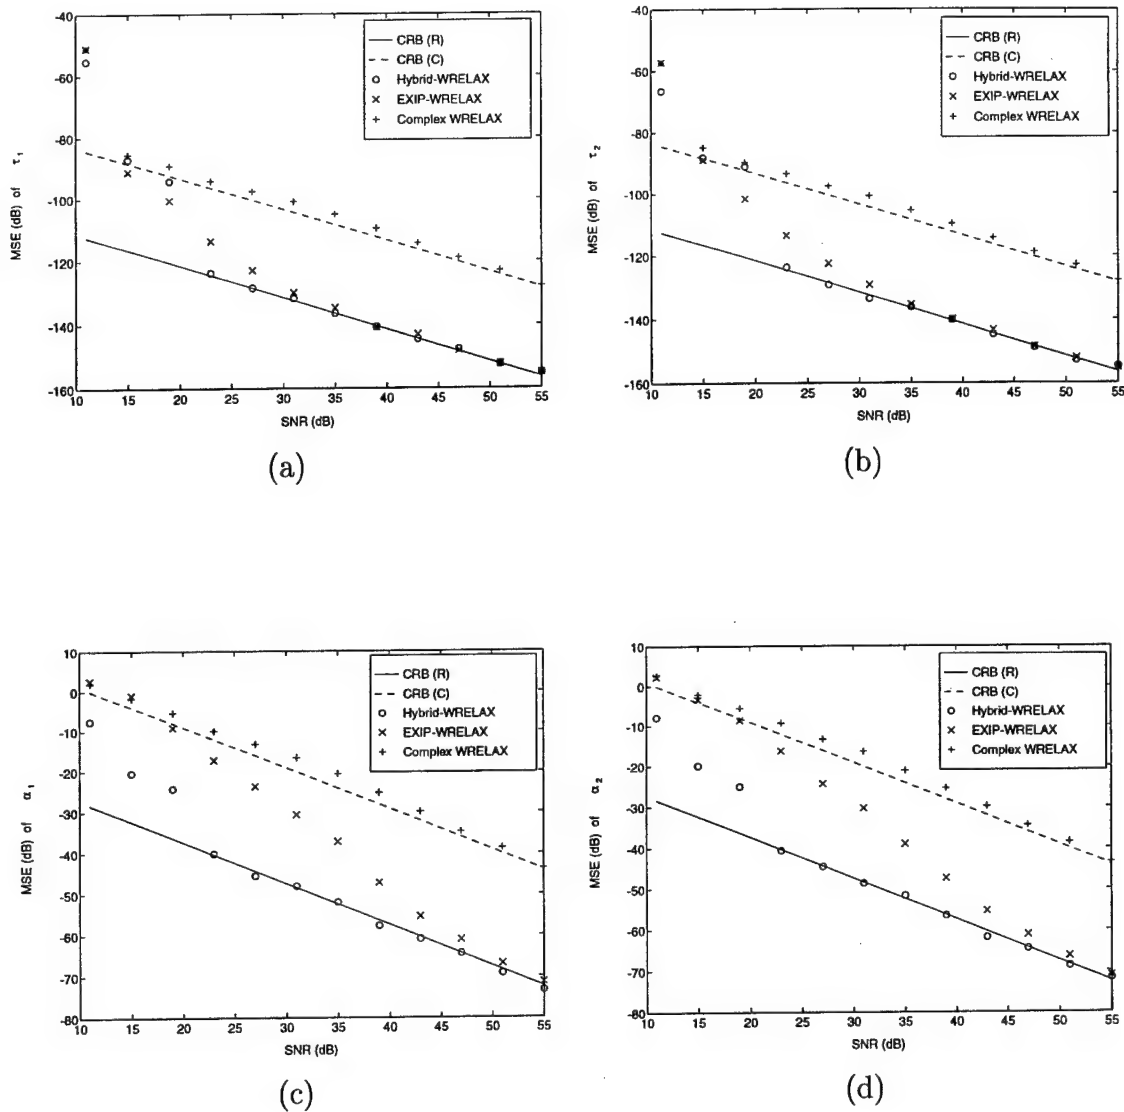 -40
-60
-80
-100
-120
-140
-160
MSE (dB) of τ1
10 15 20 25 30 35 40 45 50 55
SNR (dB)
CRB (R)
CRB (C)
Hybrid-WRELAX
EXIP-WRELAX
Complex WRELAX
(a)
-40
-60
-80
-100
-120
-140
-160
MSE (dB) of τ2
10 15 20 25 30 35 40 45 50 55
SNR (dB)
CRB (R)
CRB (C)
Hybrid-WRELAX
EXIP-WRELAX
Complex WRELAX
(b)
10
0
-10
-20
-30
-40
-50
-60
-70
-80
MSE (dB) of α1
10 15 20 25 30 35 40 45 50 55
SNR (dB)
CRB (R)
CRB (C)
Hybrid-WRELAX
EXIP-WRELAX
Complex WRELAX
(c)
10
0
-10
-20
-30
-40
-50
-60
-70
-80
MSE (dB) of α2
10 15 20 25 30 35 40 45 50 55
SNR (dB)
CRB (R)
CRB (C)
Hybrid-WRELAX
EXIP-WRELAX
Complex WRELAX
(d)